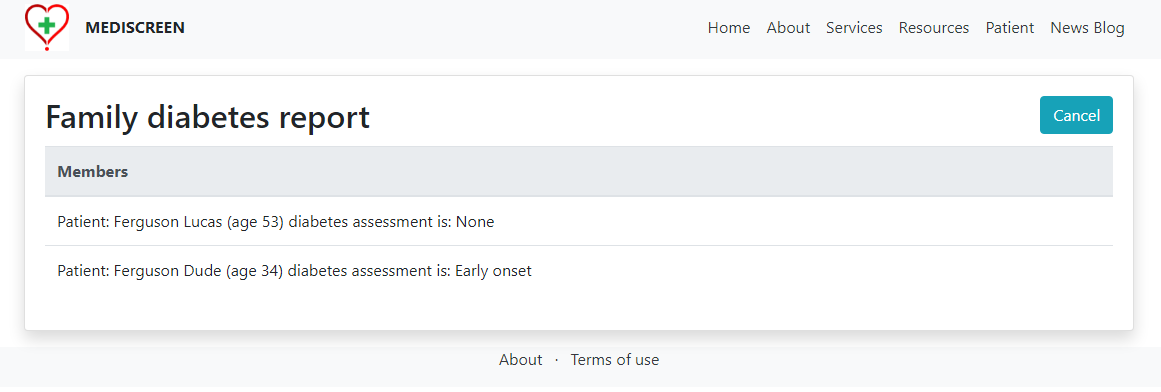 MEDISCREEN Home About Services Resources Patient News Blog
Family diabetes report Cancel
Members
Patient: Ferguson Lucas (age 53) diabetes assessment is: None
Patient: Ferguson Dude (age 34) diabetes assessment is: Early onset
About · Terms of use